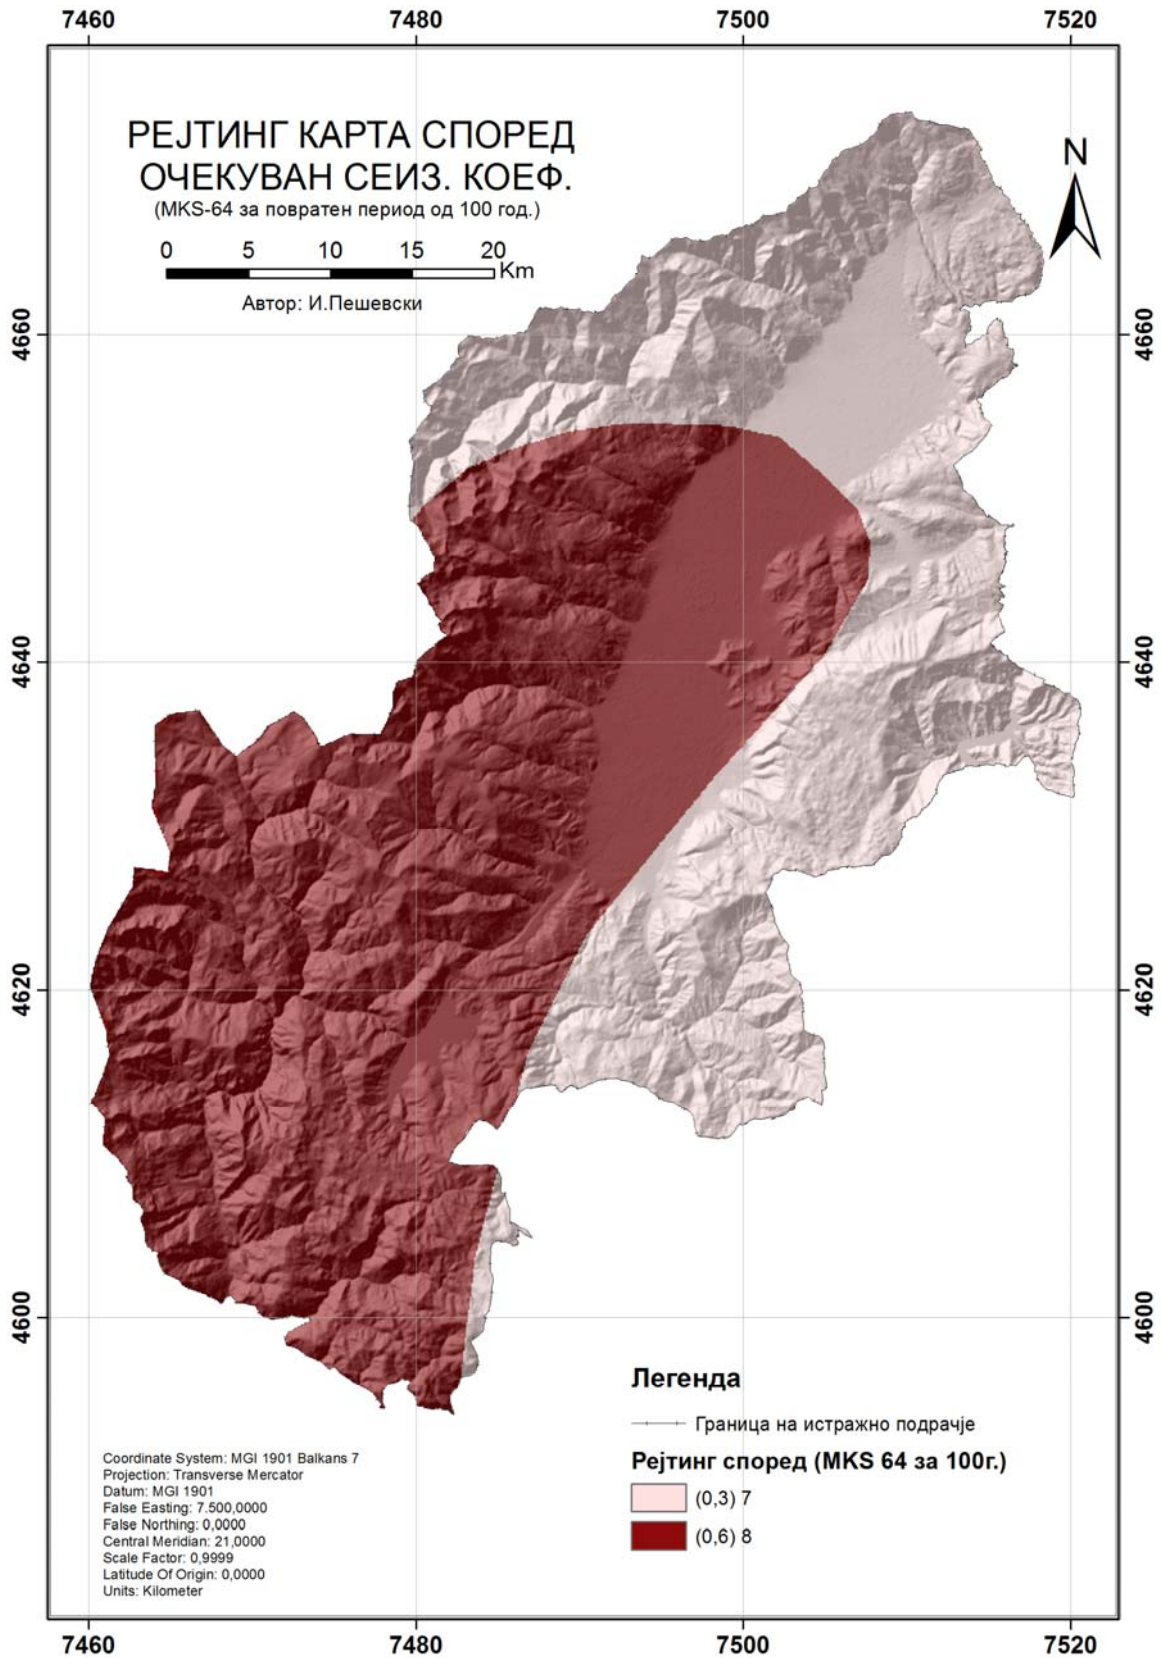 7460 7480 7500 7520
РЕЈТИНГ КАРТА СПОРЕД
ОЧЕКУВАН СЕИЗ. КОЕФ.
(MKS-64 за повратен период од 100 год.)
0 5 10 15 20
Km
Автор: И.Пешевски
N
4660 4660
4640 4640
4620 4620
4600 4600
Легенда
Граница на истражно подрачје
Рејтинг според (MKS 64 за 100г.)
(0,3) 7
(0,6) 8
Coordinate System: MGI 1901 Balkans 7
Projection: Transverse Mercator
Datum: MGI 1901
False Easting: 7.500,0000
False Northing: 0,0000
Central Meridian: 21,0000
Scale Factor: 0,9999
Latitude Of Origin: 0,0000
Units: Kilometer
7460 7480 7500 7520